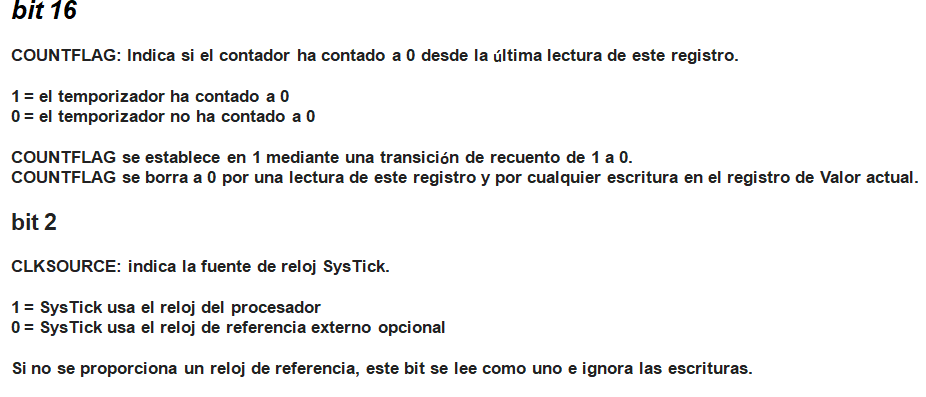 bit 16
COUNTFLAG: Indica si el contador ha contado a 0 desde la última lectura de este registro.
1 = el temporizador ha contado a 0
0 = el temporizador no ha contado a 0
COUNTFLAG se establece en 1 mediante una transición de recuento de 1 a 0.
COUNTFLAG se borra a 0 por una lectura de este registro y por cualquier escritura en el registro de Valor actual.
bit 2
CLKSOURCE: indica la fuente de reloj SysTick.
1 = SysTick usa el reloj del procesador
0 = SysTick usa el reloj de referencia externo opcional
Si no se proporciona un reloj de referencia, este bit se lee como uno e ignora las escrituras.